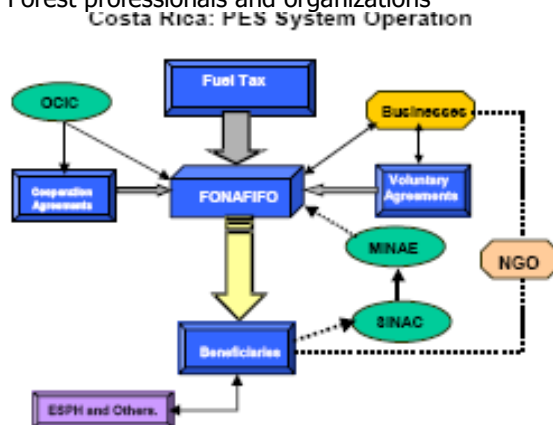 Forest professionals and organizations
Costa Rica: PES System Operation
Fuel Tax
OCIC
Businesses
Cooperation
Agreements
FONAFIFO
Voluntary
Agreements
MINAE
NGO
SINAC
Beneficiaries
ESPH and Others.